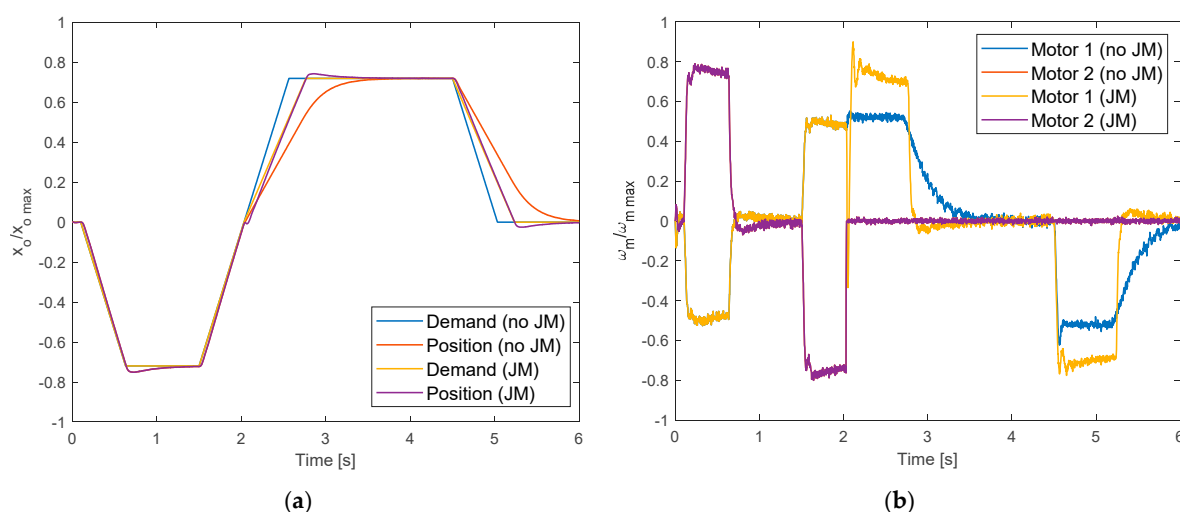 1
0.8
0.6
0.4
0.2
0
-0.2
-0.4
-0.6
-0.8
-1
x_o/x_o max
0 1 2 3 4 5 6
Time [s]
Demand (no JM)
Position (no JM)
Demand (JM)
Position (JM)
(a)
1
0.8
0.6
0.4
0.2
0
-0.2
-0.4
-0.6
-0.8
-1
ω_m/ω_m max
0 1 2 3 4 5 6
Time [s]
Motor 1 (no JM)
Motor 2 (no JM)
Motor 1 (JM)
Motor 2 (JM)
(b)